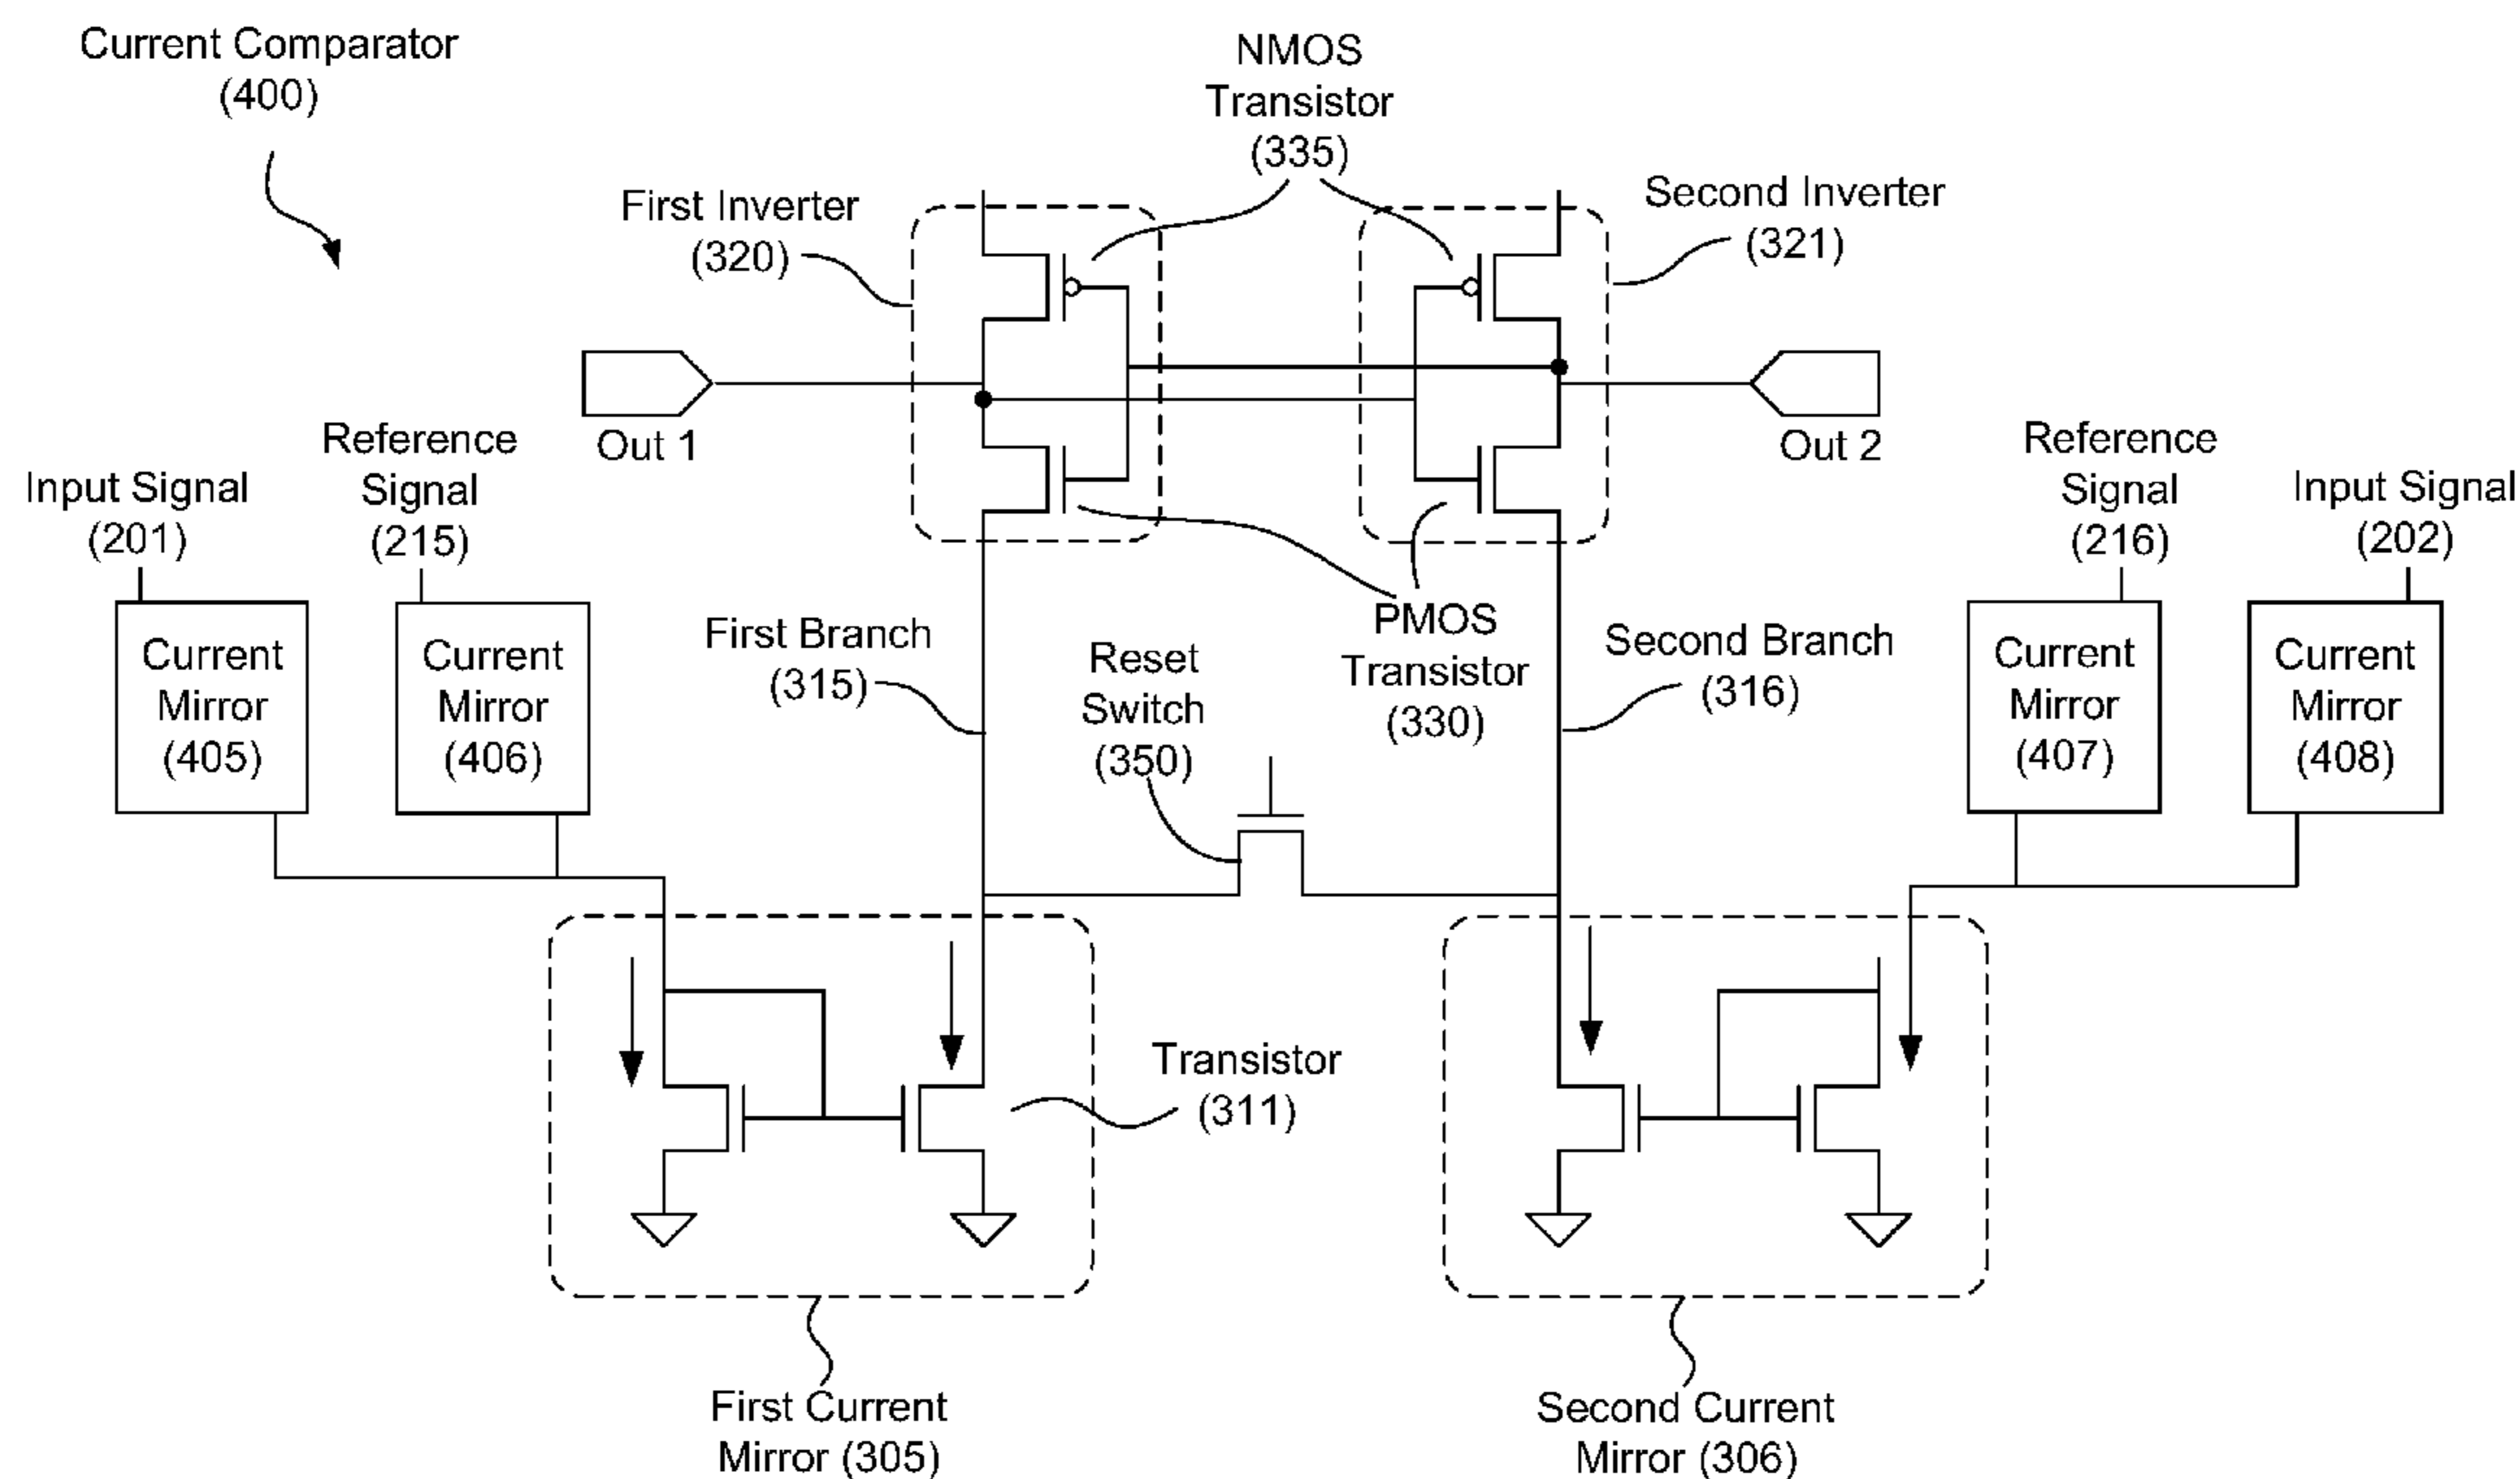 Current Comparator
(400)
NMOS
Transistor
(335)
First Inverter
(320)
Second Inverter
(321)
Out 1
Out 2
Input Signal
(201)
Reference
Signal
(215)
Reference
Signal
(216)
Input Signal
(202)
Current
Mirror
(405)
Current
Mirror
(406)
First Branch
(315)
Reset
Switch
(350)
PMOS
Transistor
(330)
Second Branch
(316)
Current
Mirror
(407)
Current
Mirror
(408)
Transistor
(311)
First Current
Mirror (305)
Second Current
Mirror (306)